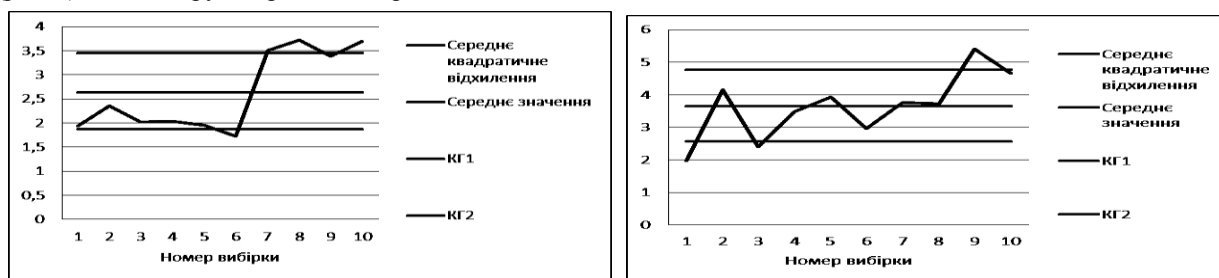 4
3,5
3
2,5
2
1,5
1
0,5
0
1 2 3 4 5 6 7 8 9 10
Номер вибірки
Середнє
квадратичне
відхилення
Середнє значення
КГ1
КГ2
6
5
4
3
2
1
0
1 2 3 4 5 6 7 8 9 10
Номер вибірки
Середнє
квадратичне
відхилення
Середнє
значення
КГ1
КГ2